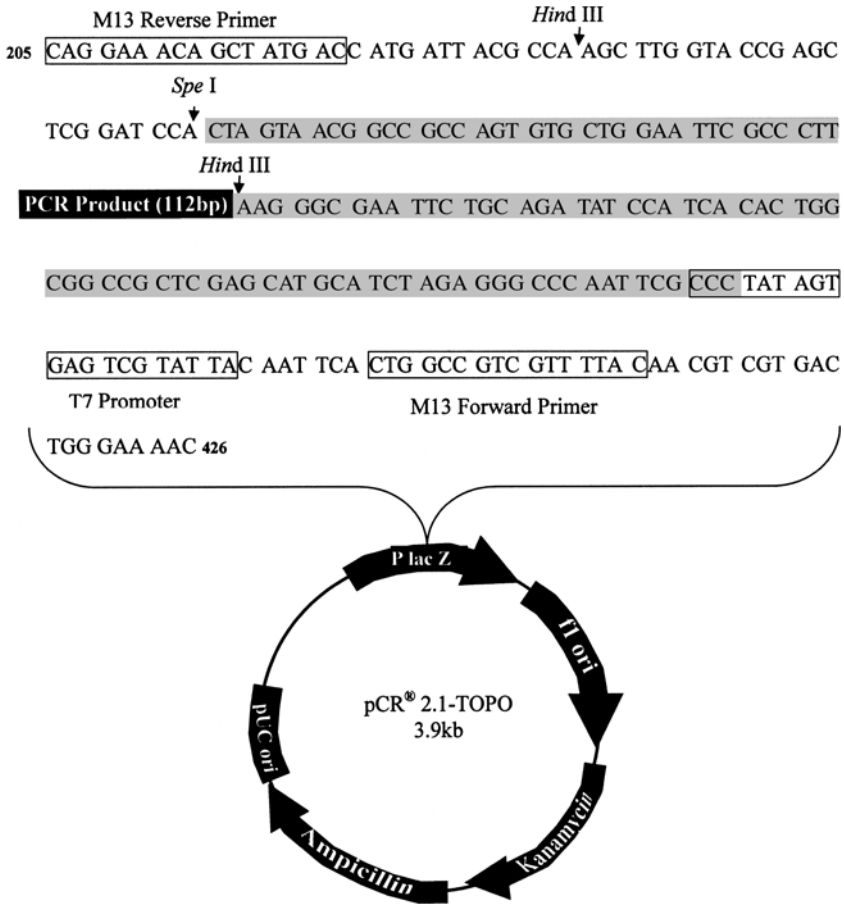 M13 Reverse Primer
Hind III
205 CAG GAA ACA GCT ATG ACC ATG ATT ACG CCA AGC TTG GTA CCG AGC
Spe I
TCG GAT CCA CTA GTA ACG GCC GCC AGT GTG CTG GAA TTC GCC CTT
Hind III
PCR Product (112bp) AAG GGC GAA TTC TGC AGA TAT CCA TCA CAC TGG
CGG CCG CTC GAG CAT GCA TCT AGA GGG CCC AAT TCG CCC TAT AGT
GAG TCG TAT TAC AAT TCA CTG GCC GTC GTT TTA CAA CGT CGT GAC
T7 Promoter
M13 Forward Primer
TGG GAA AAC 426
P lac Z
f1 ori
pCR® 2.1-TOPO
3.9kb
pUC ori
Kanamycin
Ampicillin